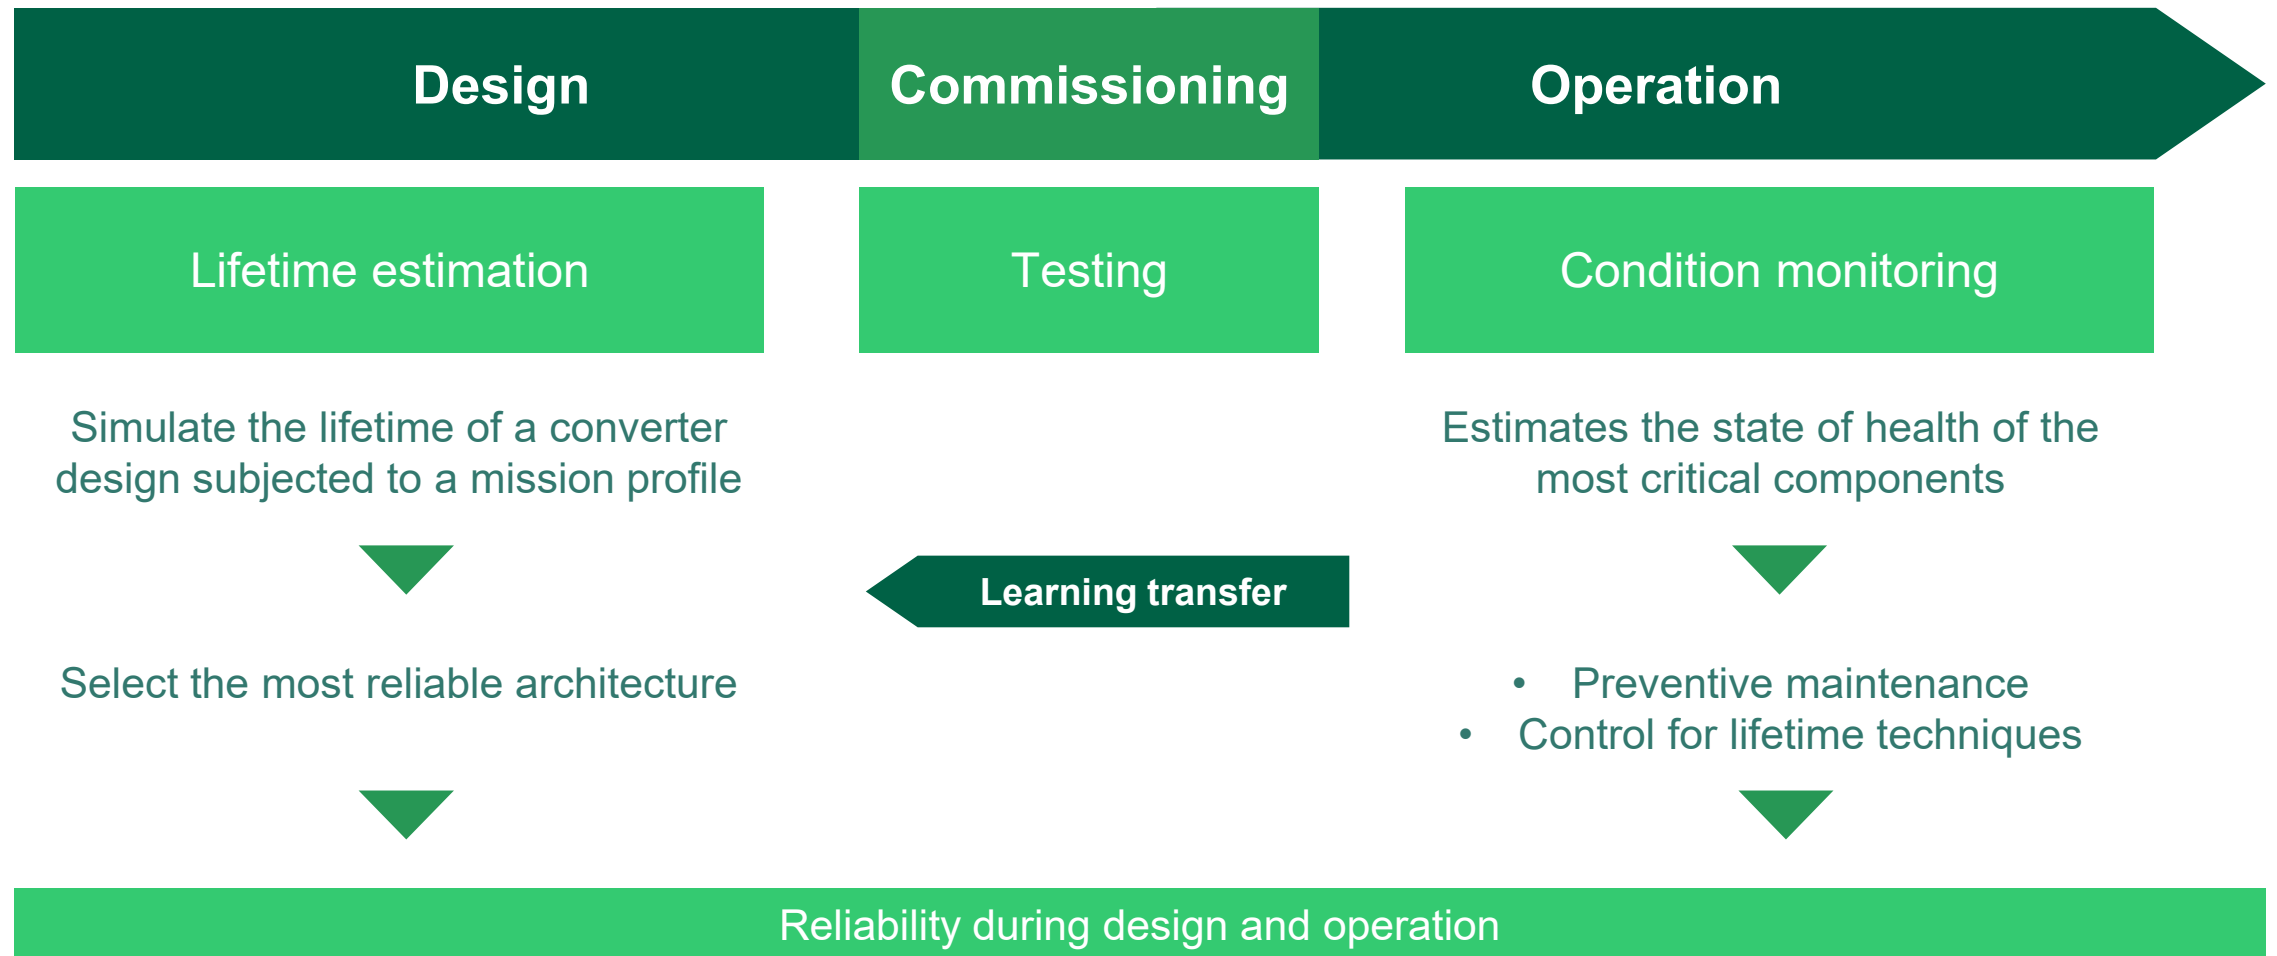 Design
Commissioning
Operation
Lifetime estimation
Testing
Condition monitoring
Simulate the lifetime of a converter
design subjected to a mission profile
Estimates the state of health of the
most critical components
Learning transfer
Select the most reliable architecture
• Preventive maintenance
• Control for lifetime techniques
Reliability during design and operation